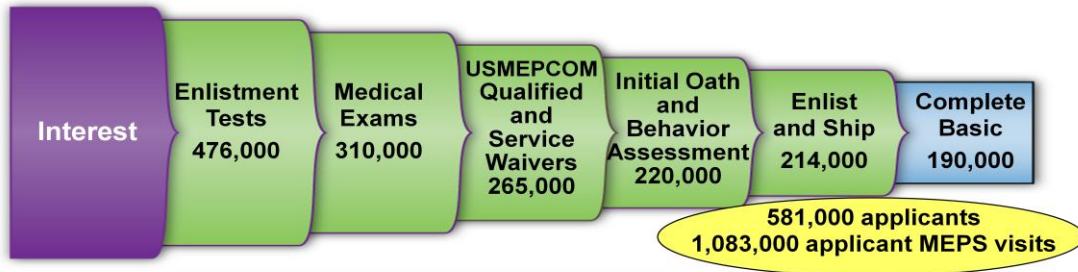 Interest
Enlistment
Tests
476,000
Medical
Exams
310,000
USMEPCOM
Qualified
and
Service
Waivers
265,000
Initial Oath
and
Behavior
Assessment
220,000
Enlist
and Ship
214,000
Complete
Basic
190,000
581,000 applicants
1,083,000 applicant MEPS visits